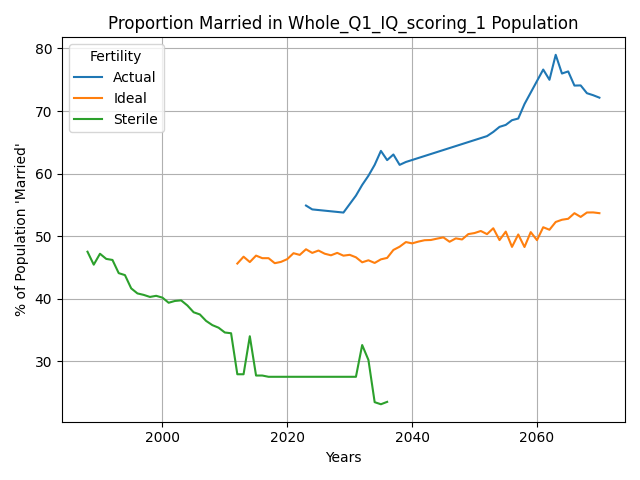 Proportion Married in Whole_Q1_IQ_scoring_1 Population
Fertility
Actual
Ideal
Sterile
80
70
60
50
40
30
% of Population 'Married'
2000
2020
2040
2060
Years